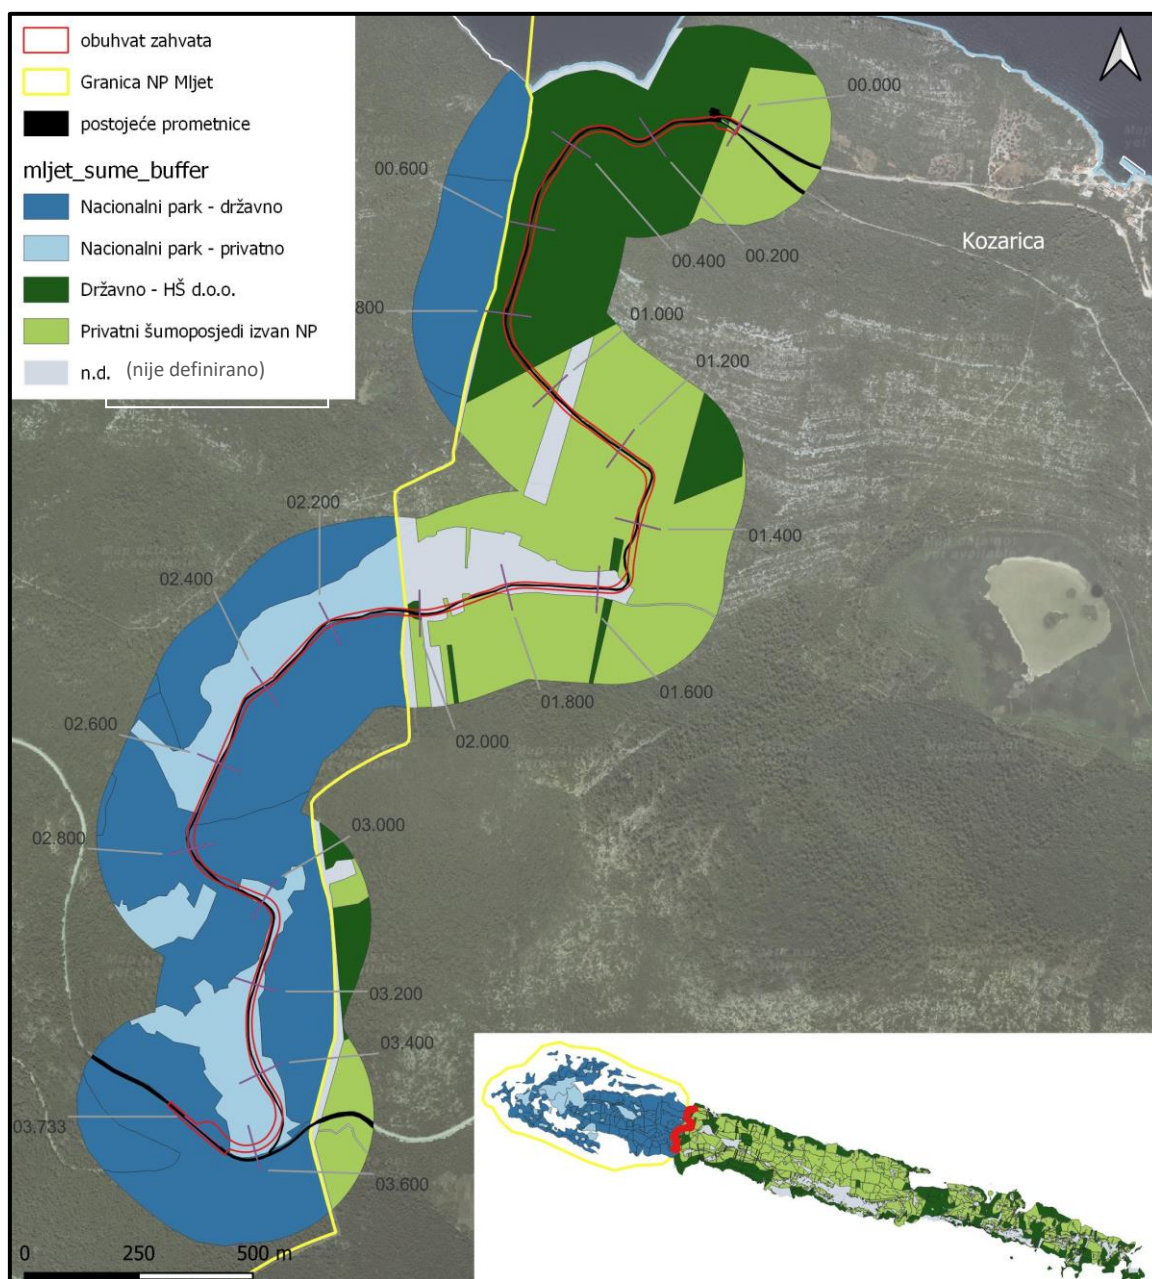 obuhvat zahvata
Granica NP Mljet
postojeće prometnice
mljet_sume_buffer
Nacionalni park - državno
Nacionalni park - privatno
Državno - HŠ d.o.o.
Privatni šumoposjedi izvan NP
n.d. (nije definirano)
00.000
00.600
Kozarica
00.400
00.200
800
01.000
01.200
02.200
01.400
02.400
01.600
01.800
02.600
02.000
03.000
02.800
03.200
03.400
03.733
03.600
0 250 500 m